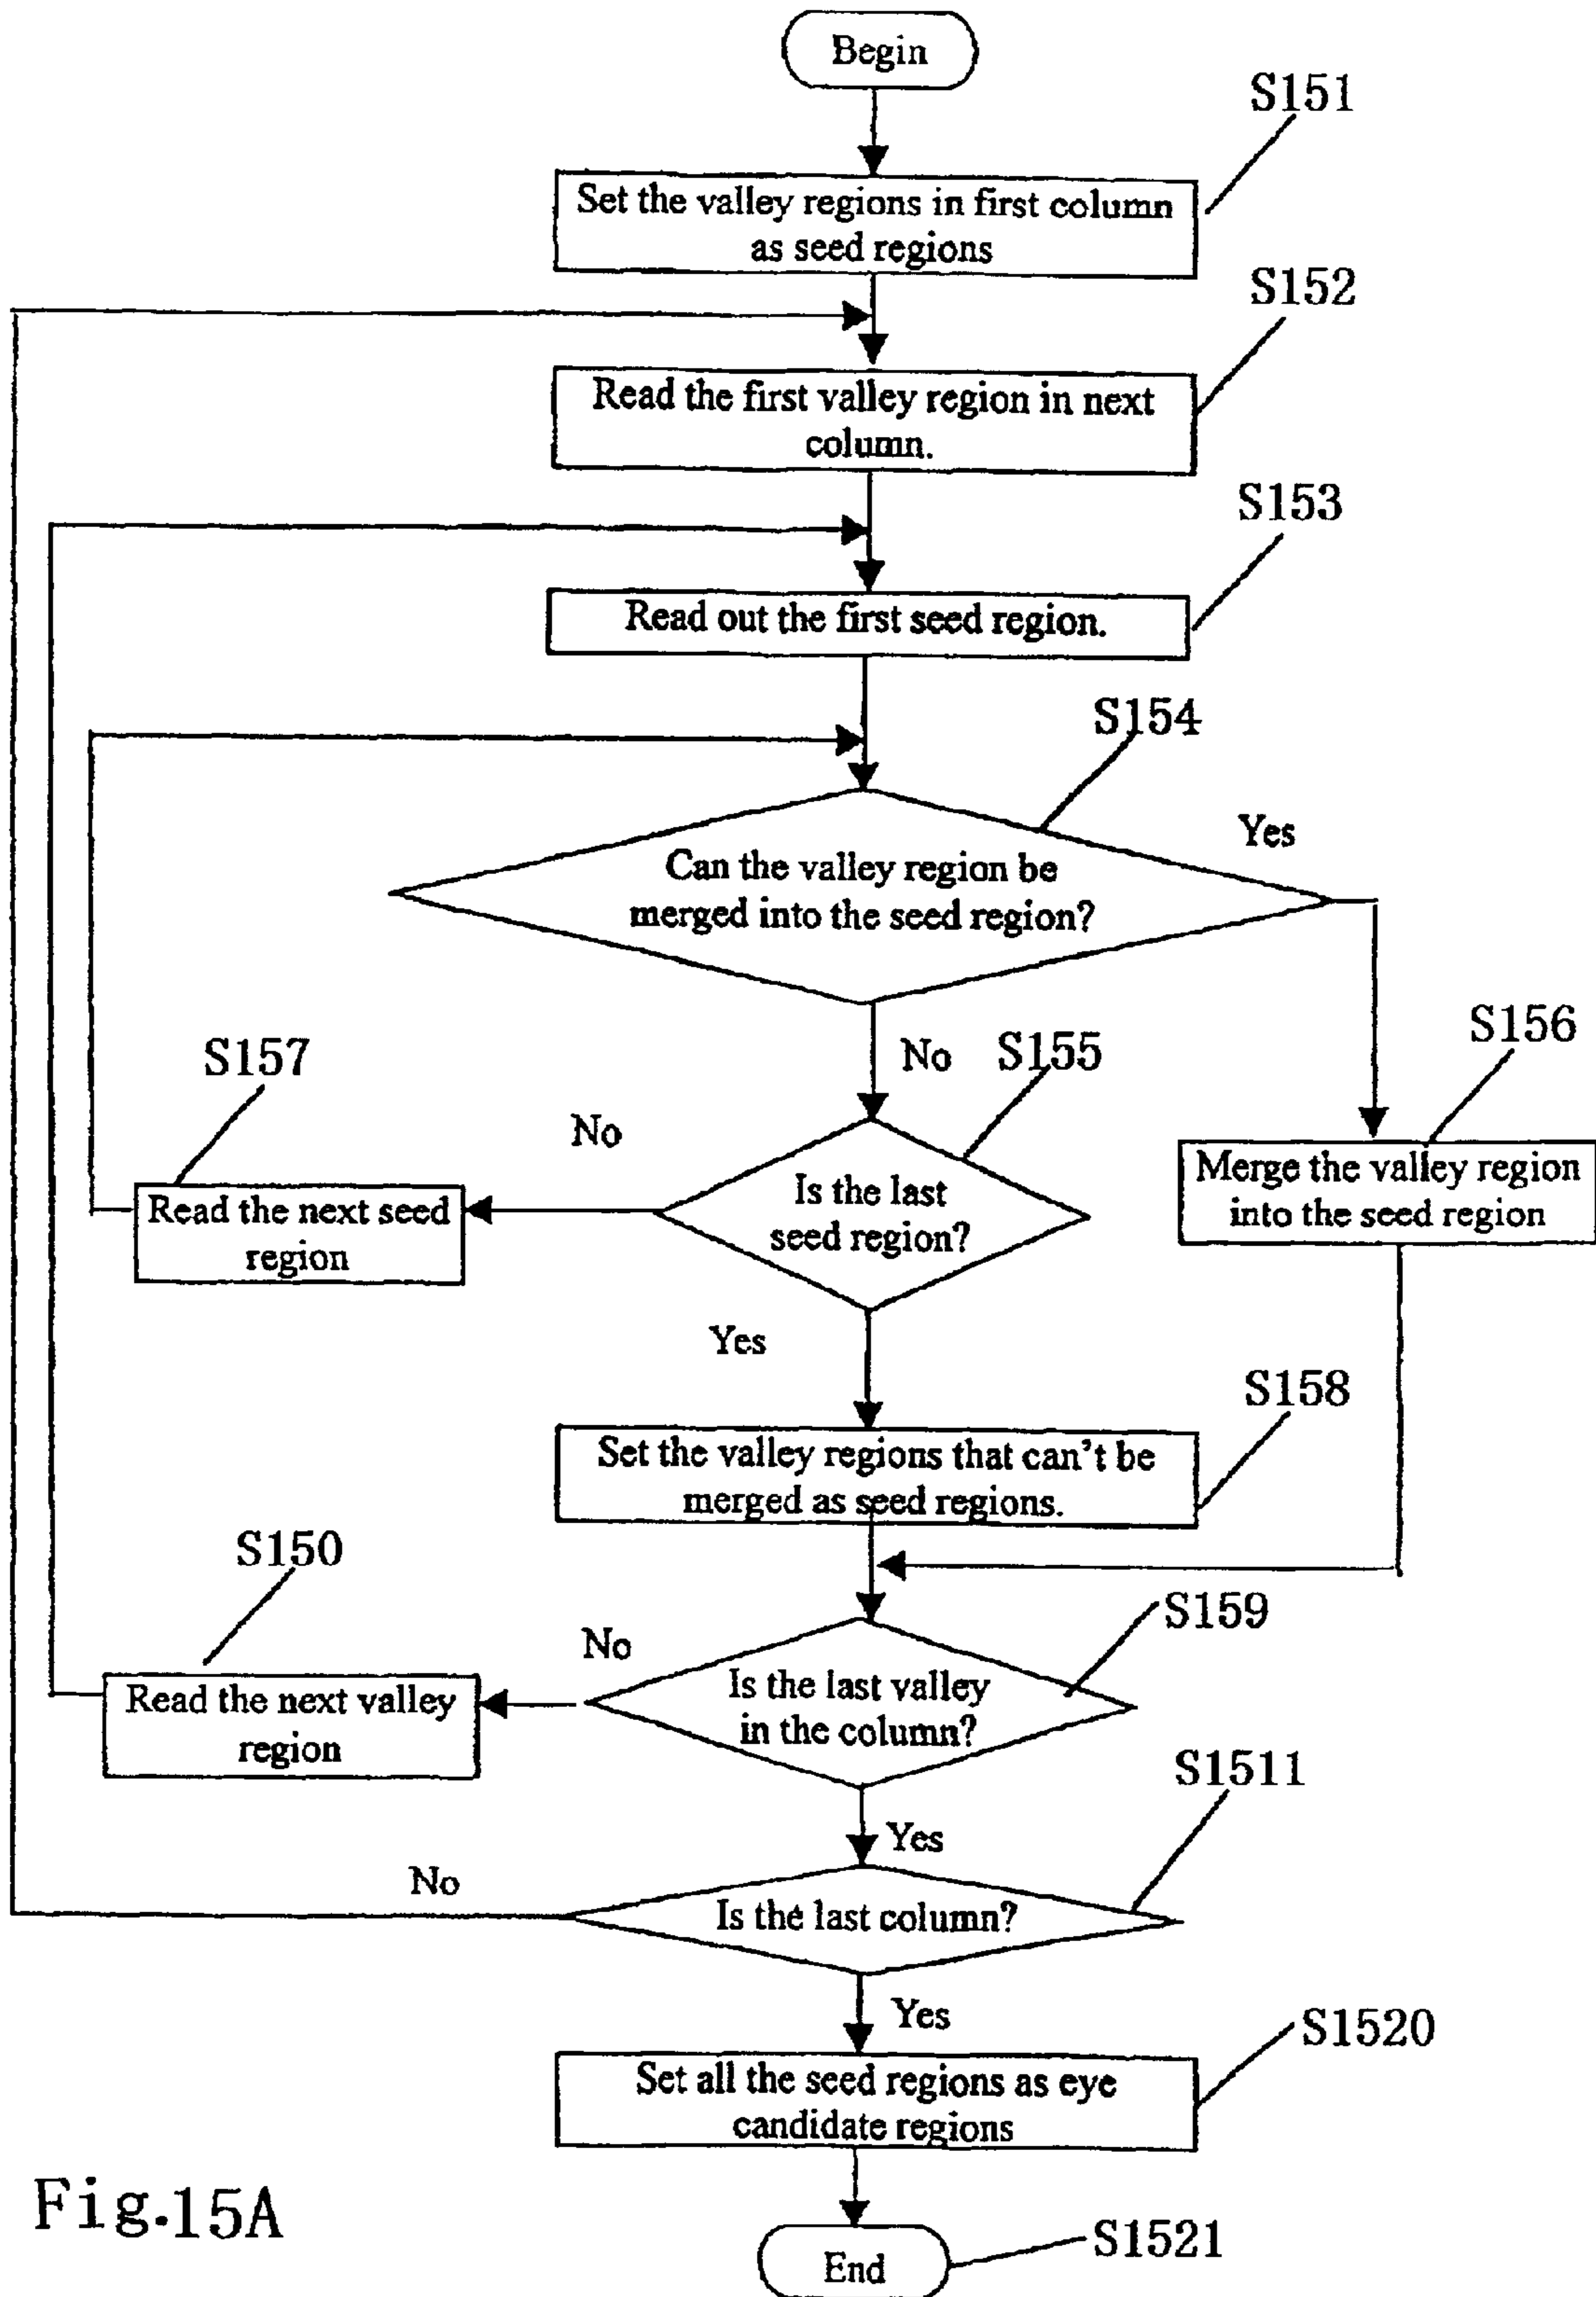 Begin
S151
Set the valley regions in first column
as seed regions
S152
Read the first valley region in next
column.
S153
Read out the first seed region.
S154
Yes
Can the valley region be
merged into the seed region?
S156
S157
No
S155
No
Merge the valley region
into the seed region
Is the last
seed region?
Read the next seed
region
Yes
S158
Set the valley regions that can't be
merged as seed regions.
S150
S159
No
Is the last valley
in the column?
Read the next valley
region
S1511
Yes
No
Is the last column?
Yes
S1520
Set all the seed regions as eye
candidate regions
Fig.15A
S1521
End